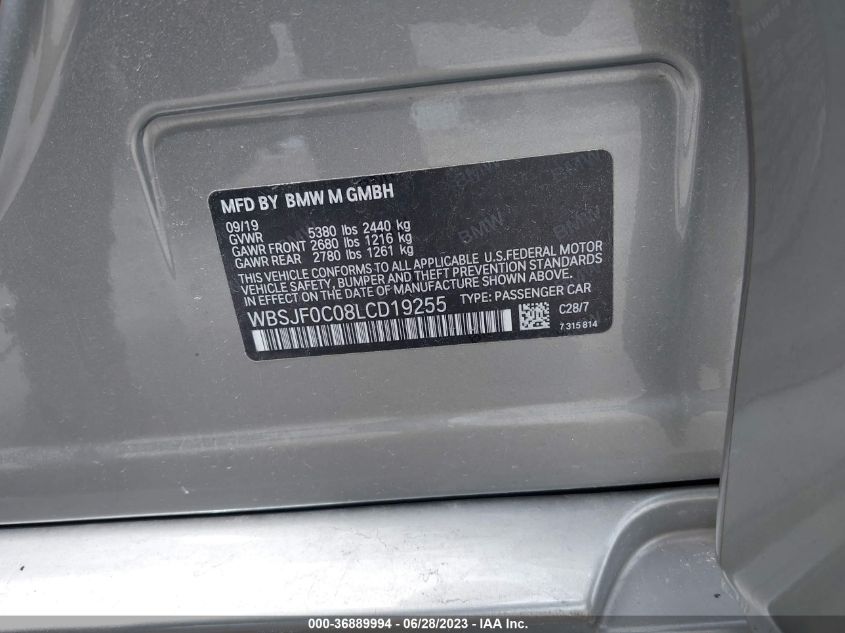 MFD BY BMW M GMBH
09/19
GVWR 5380 lbs 2440 kg
GAWR FRONT 2680 lbs 1216 kg
GAWR REAR 2780 lbs 1261 kg
THIS VEHICLE CONFORMS TO ALL APPLICABLE U.S.FEDERAL MOTOR
VEHICLE SAFETY, BUMPER AND THEFT PREVENTION STANDARDS
IN EFFECT ON THE DATE OF MANUFACTURE SHOWN ABOVE.
WBSJF0C08LCD19255 TYPE: PASSENGER CAR
C28/7
7 315 814
000-36889994 - 06/28/2023 - IAA Inc.